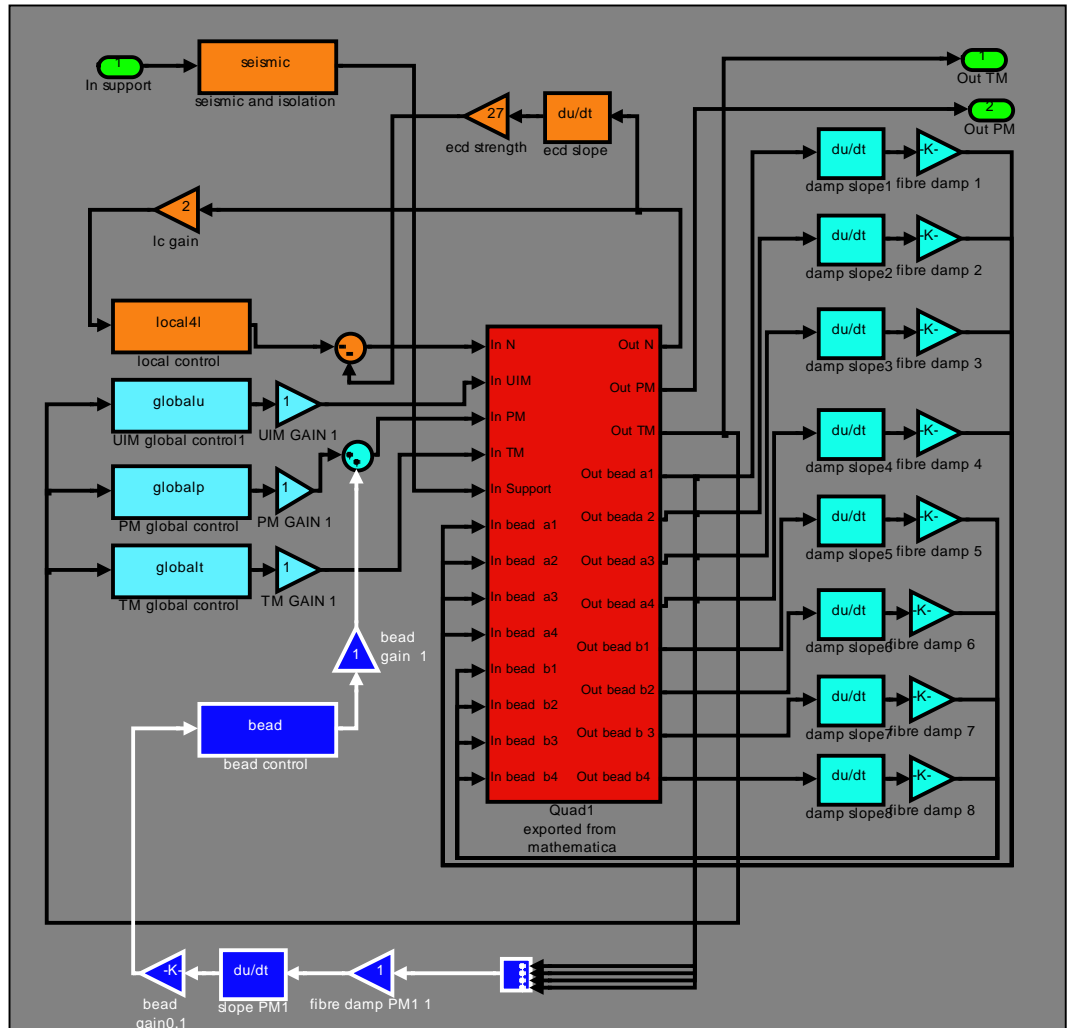 1
In support
seismic
seismic and isolation
27
ecd strength
du/dt
ecd slope
1
Out TM
2
Out PM
2
lc gain
local4l
local control
globalu
UIM global control1
1
UIM GAIN 1
globalp
PM global control
1
PM GAIN 1
globalt
TM global control
1
TM GAIN 1
bead
gain 1
1
bead
bead control
In N
In UIM
In PM
In TM
In Support
In bead a1
In bead a2
In bead a3
In bead a4
In bead b1
In bead b2
In bead b3
In bead b4
Out N
Out PM
Out TM
Out bead a1
Out beada 2
Out bead a3
Out bead a4
Out bead b1
Out bead b2
Out bead b 3
Out bead b4
Quad1
exported from
mathematica
du/dt
damp slope1
-K-
fibre damp 1
du/dt
damp slope2
-K-
fibre damp 2
du/dt
damp slope3
-K-
fibre damp 3
du/dt
damp slope4
-K-
fibre damp 4
du/dt
damp slope5
-K-
fibre damp 5
du/dt
damp slope6
-K-
fibre damp 6
du/dt
damp slope7
-K-
fibre damp 7
du/dt
damp slope8
-K-
fibre damp 8
-K-
bead
gain0.1
du/dt
slope PM1
1
fibre damp PM1 1